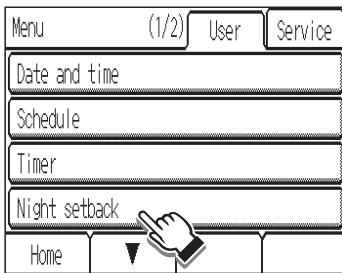 Menu (1/2) User Service
Date and time
Schedule
Timer
Night setback
Home ▼